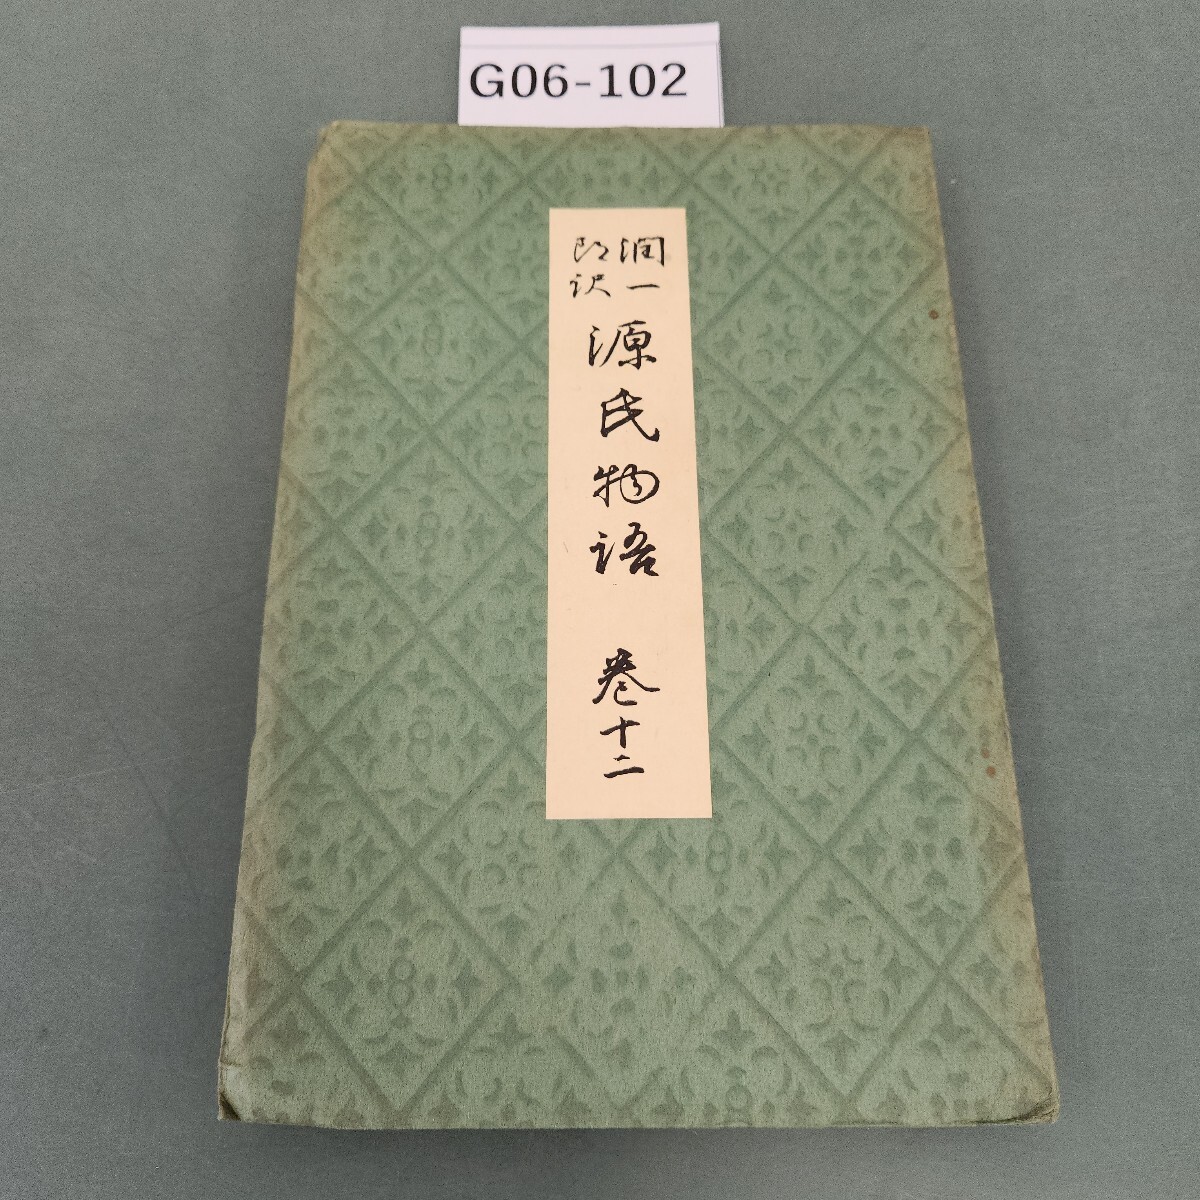 G06-102
潤一
郎訳
源氏物語 巻十二